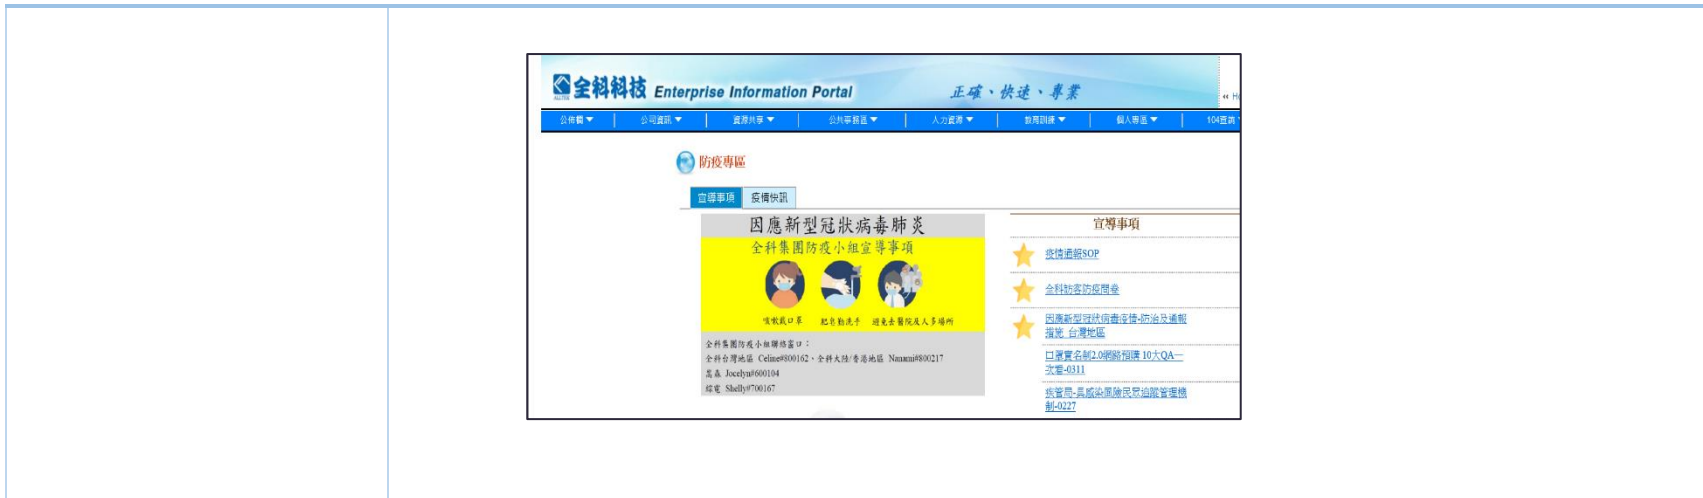 全科科技 Enterprise Information Portal
正確、快速、專業
公佈欄▼ 公司資訊▼ 資源共享▼ 公共事務區▼ 人力資源▼ 教育訓練▼ 個人專區▼ 104查詢
防疫專區
宣導事項 疫情快訊
因應新型冠狀病毒肺炎
全科集團防疫小組宣導事項
咳嗽戴口罩 肥皂勤洗手 避免去醫院及人多場所
全科集團防疫小組聯絡窗口：
全科台灣地區 Celine#800162、全科大陸/香港地區 Nanami#800217
Jocelyn#600104
綜電 Shelly#700167
宣導事項
疫情通報SOP
全科訪客防疫問卷
因應新型冠狀病毒疫情-防治及通報
措施_台灣地區
口罩實名制2.0網路預購 10大QA一
次看-0311
疾管局-具感染風險民眾追蹤管理機
制-0227